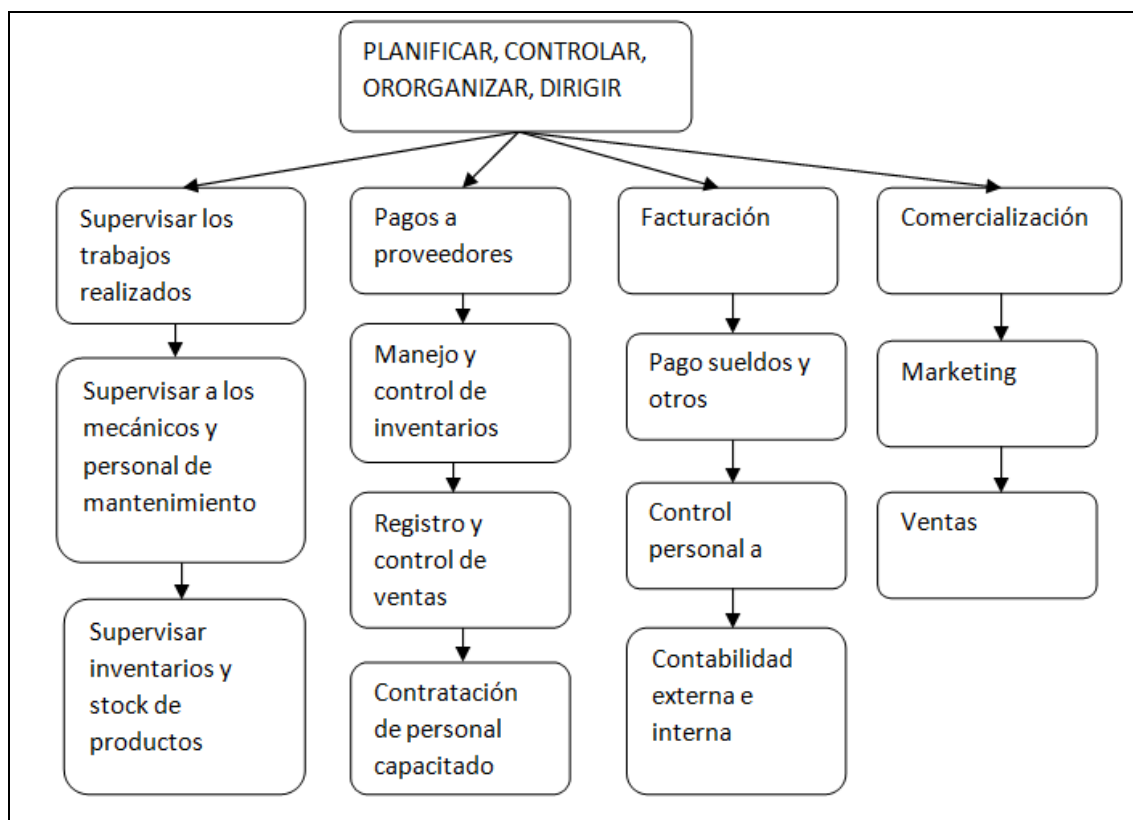 PLANIFICAR, CONTROLAR,
ORORGANIZAR, DIRIGIR
Supervisar los
trabajos
realizados
Supervisar a los
mecánicos y
personal de
mantenimiento
Supervisar
inventarios y
stock de
productos
Pagos a
proveedores
Manejo y
control de
inventarios
Registro y
control de
ventas
Contratación
de personal
capacitado
Facturación
Pago sueldos y
otros
Control
personal a
Contabilidad
externa e
interna
Comercialización
Marketing
Ventas